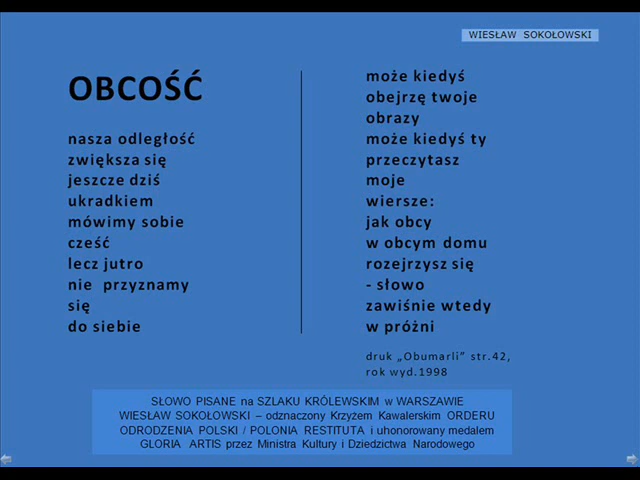 WIESŁAW SOKOŁOWSKI
OBCOŚĆ
nasza odległość
zwiększa się
jeszcze dziś
ukradkiem
mówimy sobie
cześć
lecz jutro
nie przyznamy
się
do siebie
może kiedyś
obejrzę twoje
obrazy
może kiedyś ty
przeczytasz
moje
wiersze:
jak obcy
w obcym domu
rozejrzysz się
- słowo
zawiśnie wtedy
w próżni
druk „Obumarli” str.42,
rok wyd.1998
SŁOWO PISANE na SZLAKU KRÓLEWSKIM w WARSZAWIE
WIESŁAW SOKOŁOWSKI – odznaczony Krzyżem Kawalerskim ORDERU
ODRODZENIA POLSKI / POLONIA RESTITUTA i uhonorowany medalem
GLORIA ARTIS przez Ministra Kultury i Dziedzictwa Narodowego